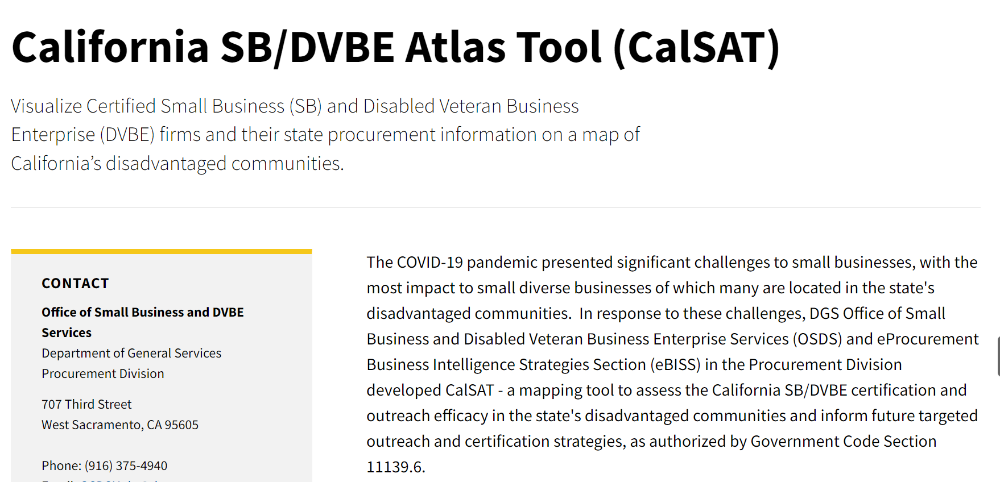 California SB/DVBE Atlas Tool (CalSAT)
Visualize Certified Small Business (SB) and Disabled Veteran Business
Enterprise (DVBE) firms and their state procurement information on a map of
California’s disadvantaged communities.
CONTACT
Office of Small Business and DVBE
Services
Department of General Services
Procurement Division
707 Third Street
West Sacramento, CA 95605
Phone: (916) 375-4940
The COVID-19 pandemic presented significant challenges to small businesses, with the
most impact to small diverse businesses of which many are located in the state's
disadvantaged communities.  In response to these challenges, DGS Office of Small
Business and Disabled Veteran Business Enterprise Services (OSDS) and eProcurement
Business Intelligence Strategies Section (eBISS) in the Procurement Division
developed CalSAT - a mapping tool to assess the California SB/DVBE certification and
outreach efficacy in the state's disadvantaged communities and inform future targeted
outreach and certification strategies, as authorized by Government Code Section
11139.6.